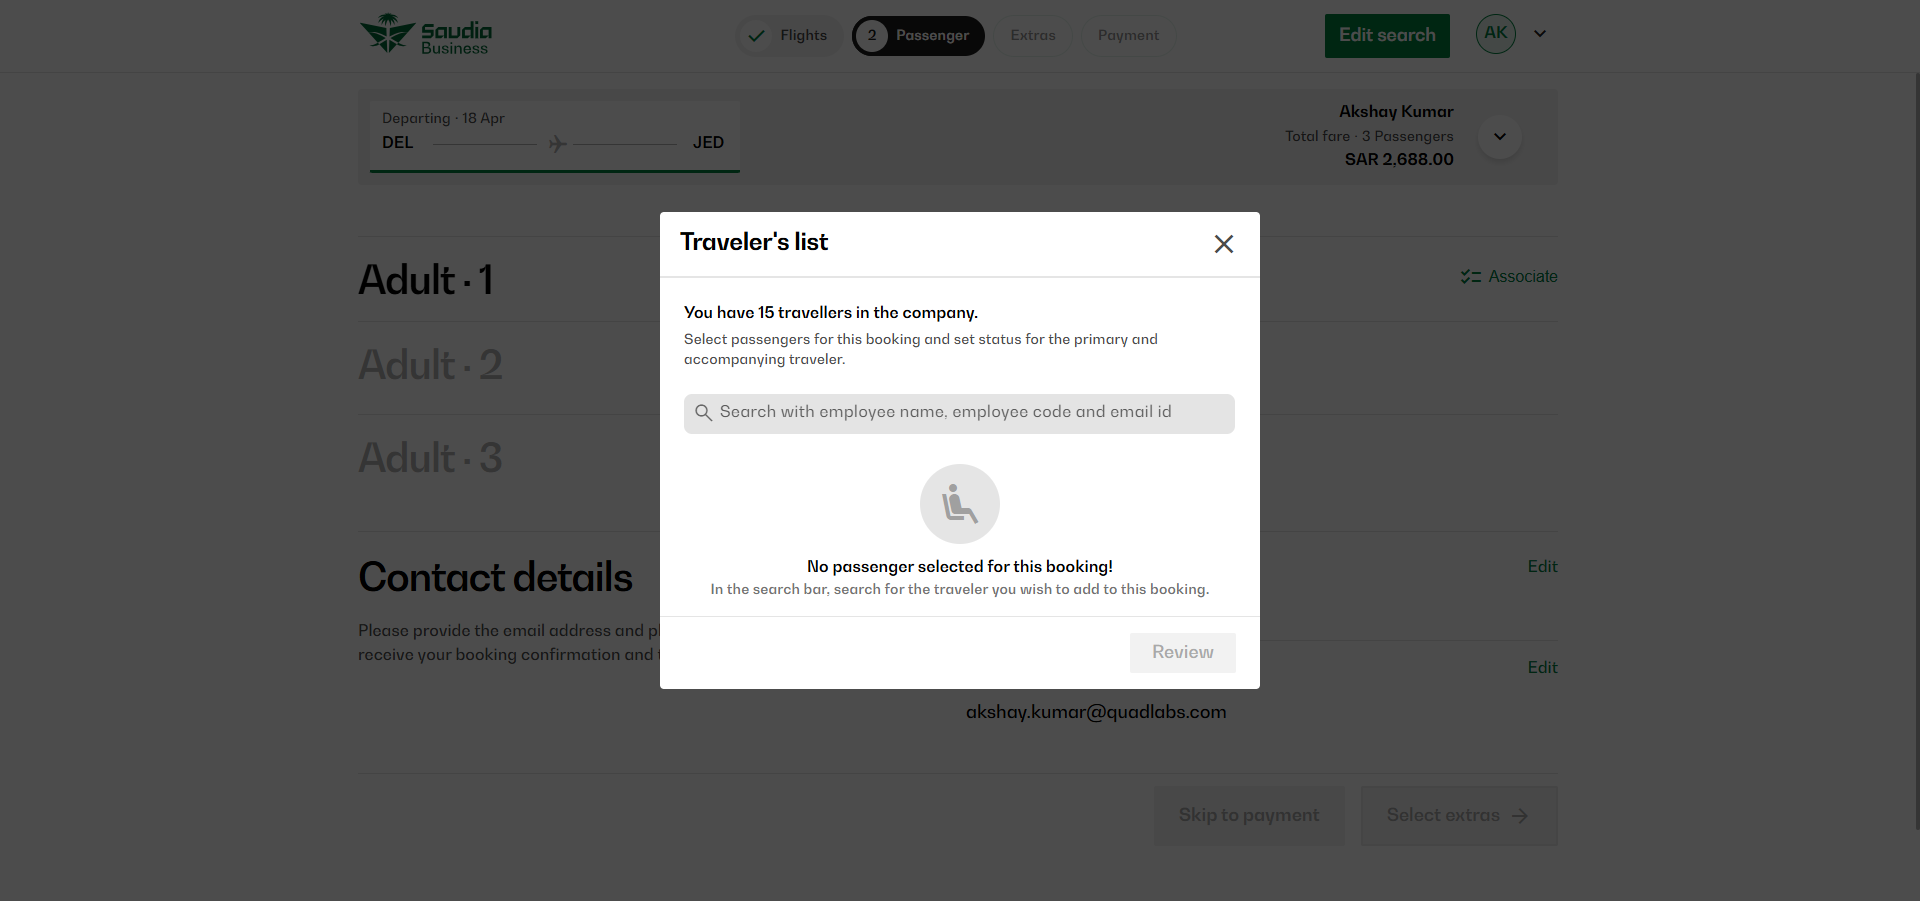 Saudia
Business
Flights
2
Passenger
Extras
Payment
Edit search
AK
Departing · 18 Apr
DEL
JED
Akshay Kumar
Total fare · 3 Passengers
SAR 2,688.00
Adult · 1
Associate
Adult · 2
Adult · 3
Traveler's list
You have 15 travellers in the company.
Select passengers for this booking and set status for the primary and
accompanying traveler.
Search with employee name, employee code and email id
No passenger selected for this booking!
In the search bar, search for the traveler you wish to add to this booking.
Review
Contact details
Edit
Please provide the email address and
receive your booking confirmation and
Edit
akshay.kumar@quadlabs.com
Skip to payment
Select extras